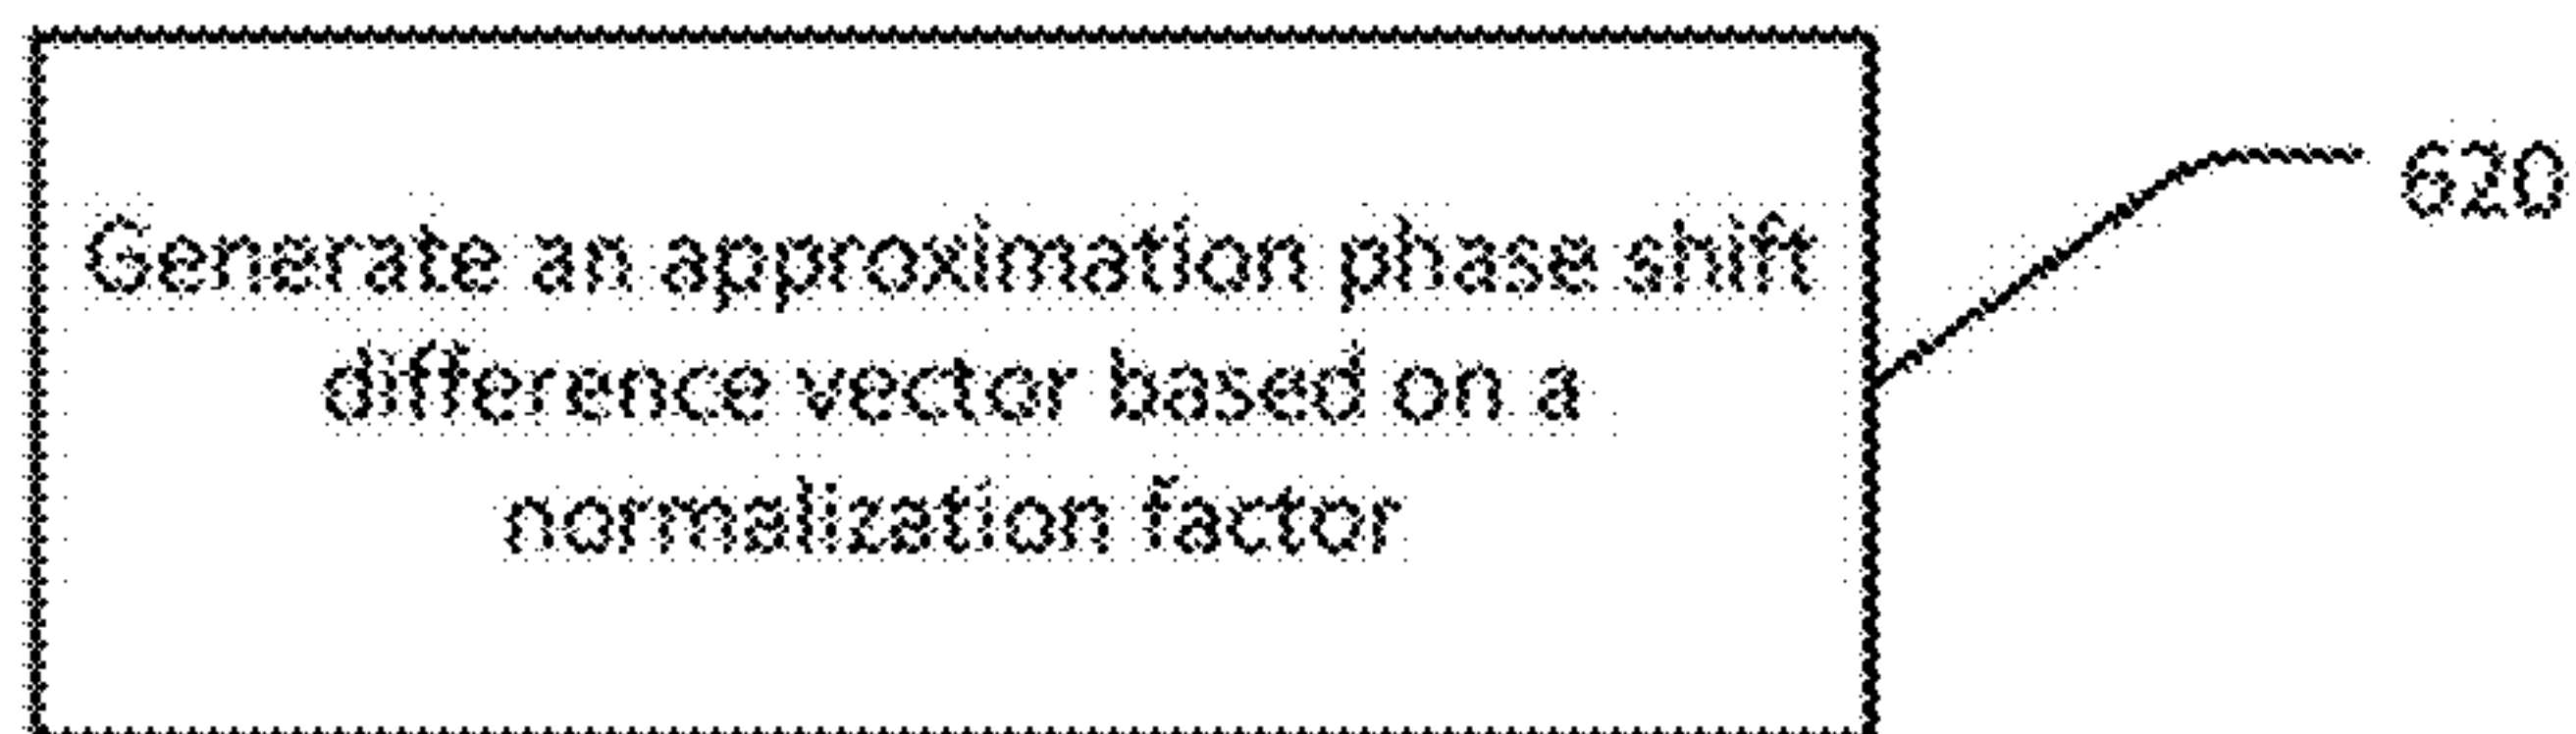 Generate an approximation phase shift
difference vector based on a
normalization factor
620